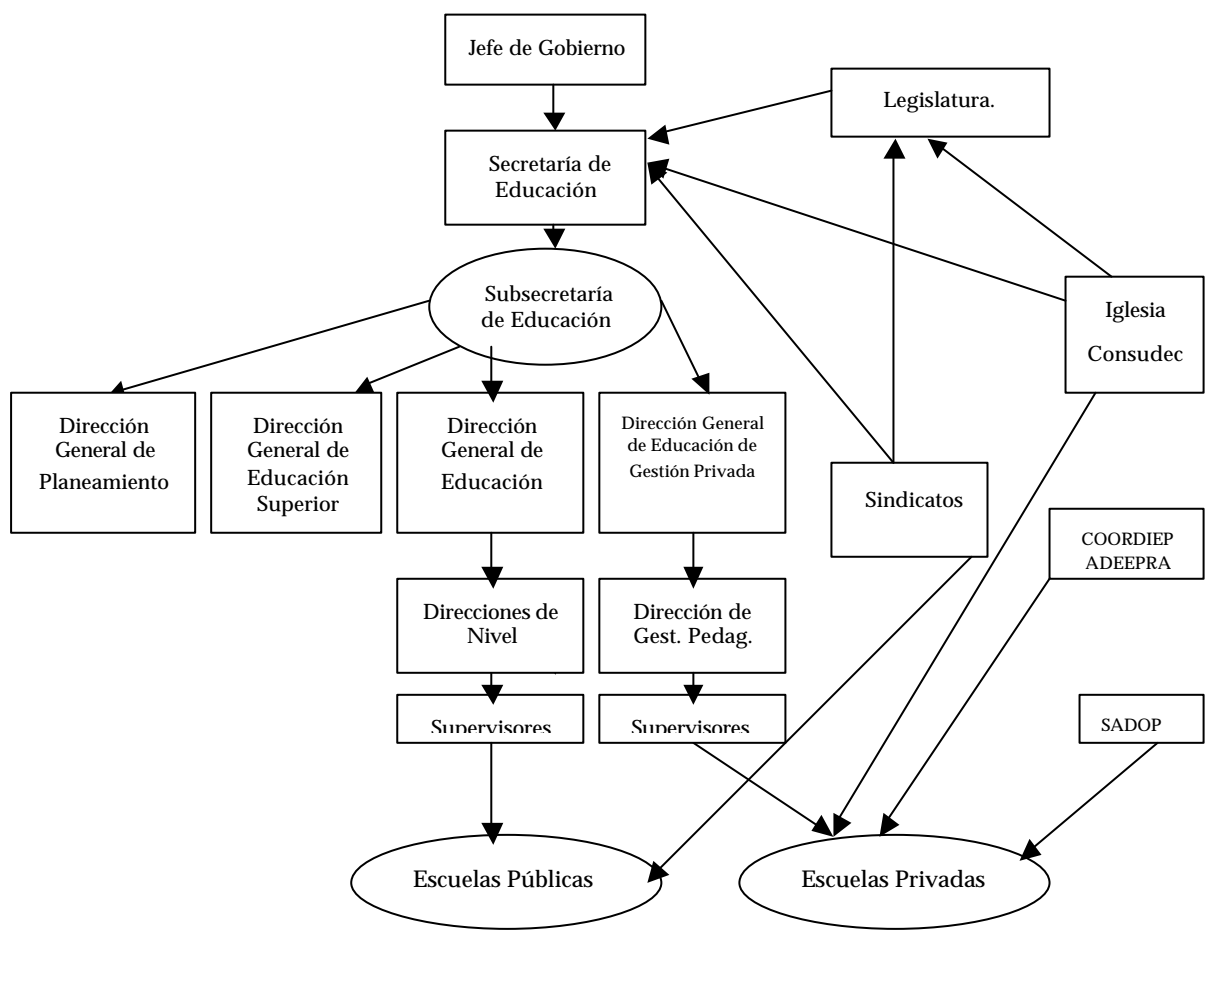 Jefe de Gobierno
Legislatura.
Secretaría de
Educación
Subsecretaría
de Educación
Iglesia
Consudec
Dirección
General de
Planeamiento
Dirección
General de
Educación
Superior
Dirección
General de
Educación
Dirección General
de Educación de
Gestión Privada
Sindicatos
COORDIEP
ADEEPRA
Direcciones de
Nivel
Dirección de
Gest. Pedag.
Supervisores
Supervisores
SADOP
Escuelas Públicas
Escuelas Privadas